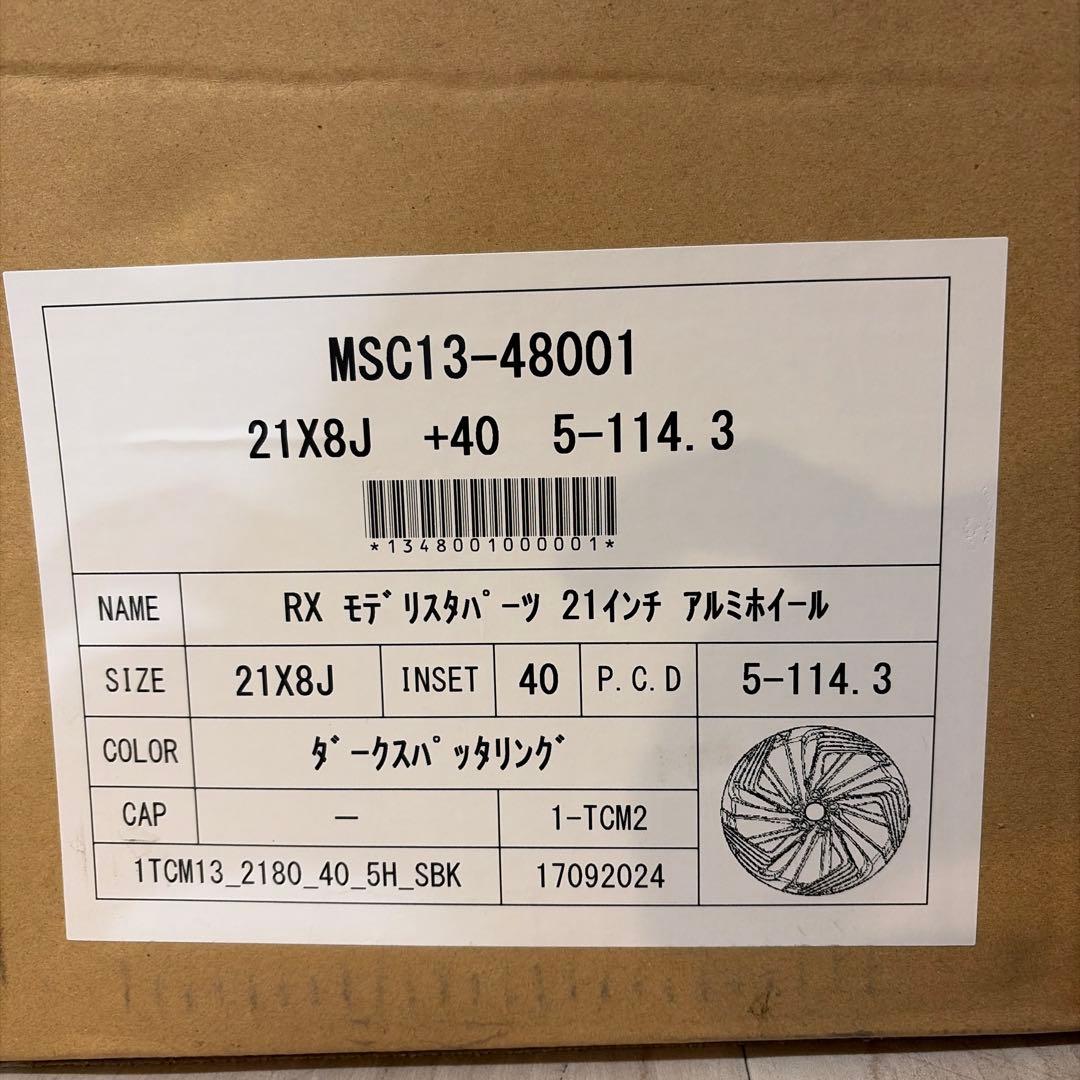 MSC13-48001
21X8J +40 5-114.3
*1348001000001*
NAME RX ﾓﾃﾞﾘｽﾀﾊﾟｰﾂ 21ｲﾝﾁ ｱﾙﾐﾎｲｰﾙ
SIZE 21X8J INSET 40 P.C.D 5-114.3
COLOR ﾀﾞｰｸｽﾊﾟｯﾀﾘﾝｸﾞ
CAP — 1-TCM2
1TCM13_2180_40_5H_SBK 17092024